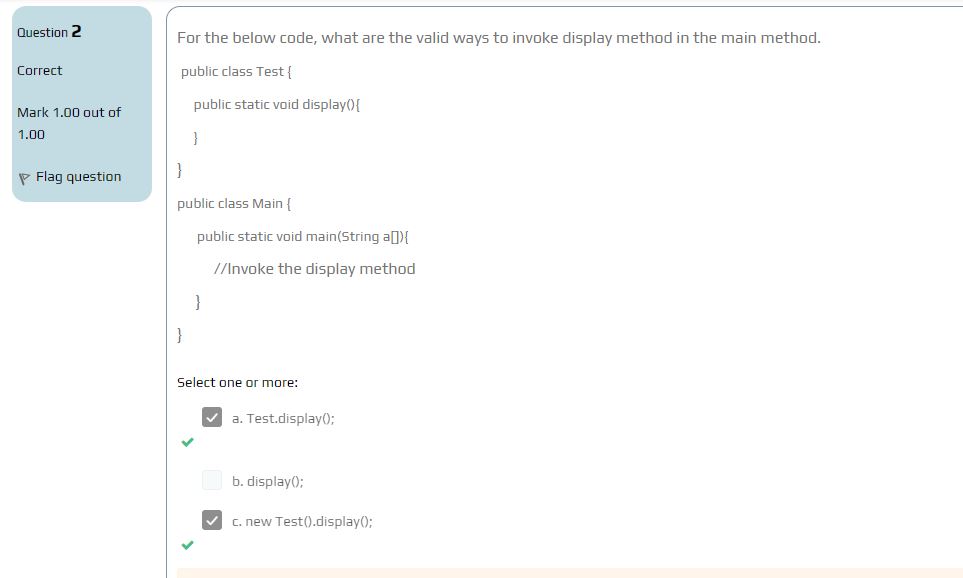 Question 2
Correct
Mark 1.00 out of
1.00
Flag question
For the below code, what are the valid ways to invoke display method in the main method.
public class Test {
public static void display(){
}
}
public class Main {
public static void main(String a[]){
//Invoke the display method
}
}
Select one or more:
a. Test.display();
b. display();
c. new Test().display();